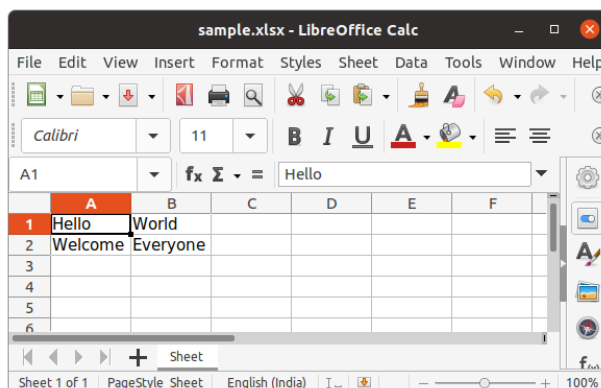 sample.xlsx - LibreOffice Calc
File Edit View Insert Format Styles Sheet Data Tools Window Help
Calibri 11 B I U A
A1 fx Σ = Hello
A B C D E F
1 Hello World
2 Welcome Everyone
3
4
5
6
Sheet
Sheet 1 of 1 PageStyle_Sheet English (India) 100%